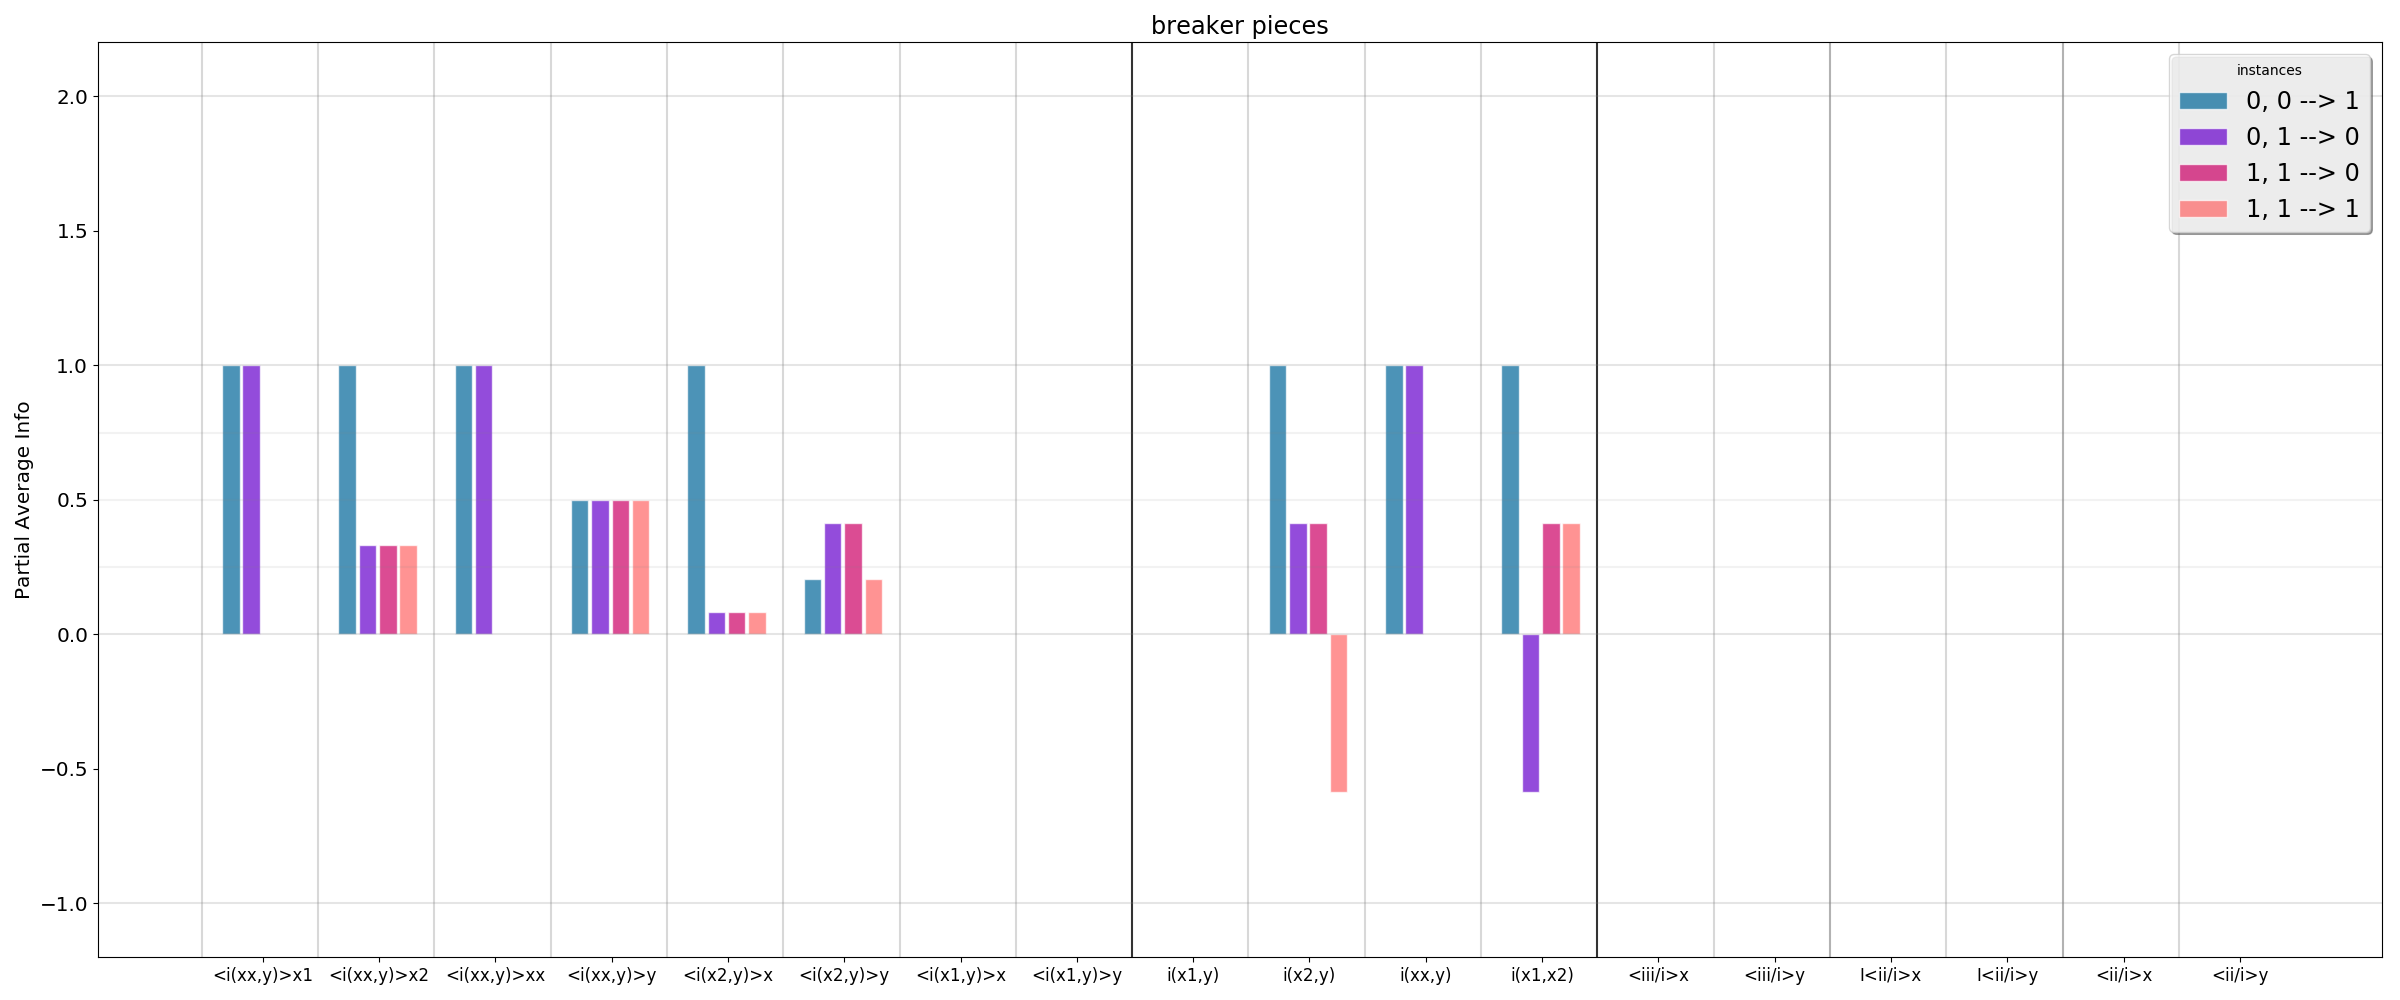 breaker pieces
instances
0, 0 --> 1
0, 1 --> 0
1, 1 --> 0
1, 1 --> 1
Partial Average Info
2.0
1.5
1.0
0.5
0.0
−0.5
−1.0
<i(xx,y)>x1 <i(xx,y)>x2 <i(xx,y)>xx <i(xx,y)>y <i(x2,y)>x <i(x2,y)>y <i(x1,y)>x <i(x1,y)>y i(x1,y) i(x2,y) i(xx,y) i(x1,x2) <iii/i>x <iii/i>y I<ii/i>x I<ii/i>y <ii/i>x <ii/i>y